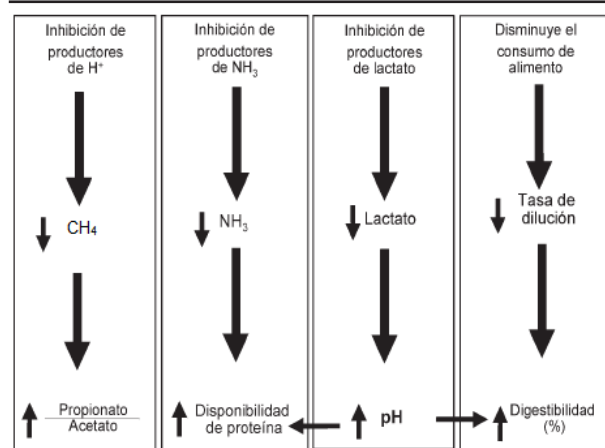 Inhibición de
productores
de H⁺
CH₄
Propionato
Acetato
Inhibición de
productores
de NH₃
NH₃
Disponibilidad
de proteína
Inhibición de
productores
de lactato
Lactato
pH
Disminuye el
consumo de
alimento
Tasa de
dilución
Digestibilidad
(%)